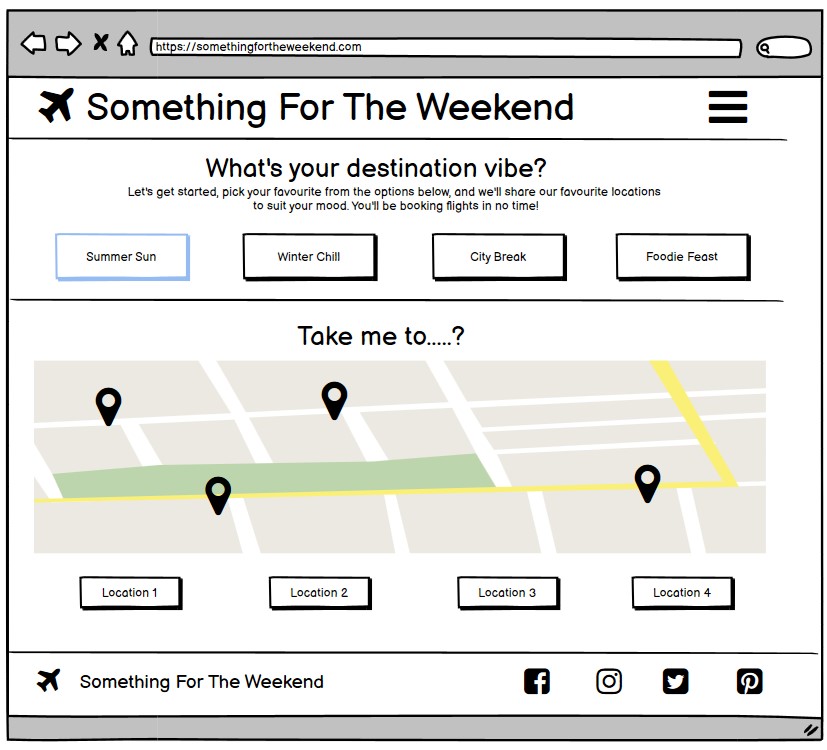 https://somethingfortheweekend.com
Something For The Weekend
What's your destination vibe?
Let's get started, pick your favourite from the options below, and we'll share our favourite locations
to suit your mood. You'll be booking flights in no time!
Summer Sun
Winter Chill
City Break
Foodie Feast
Take me to.....?
Location 1
Location 2
Location 3
Location 4
Something For The Weekend